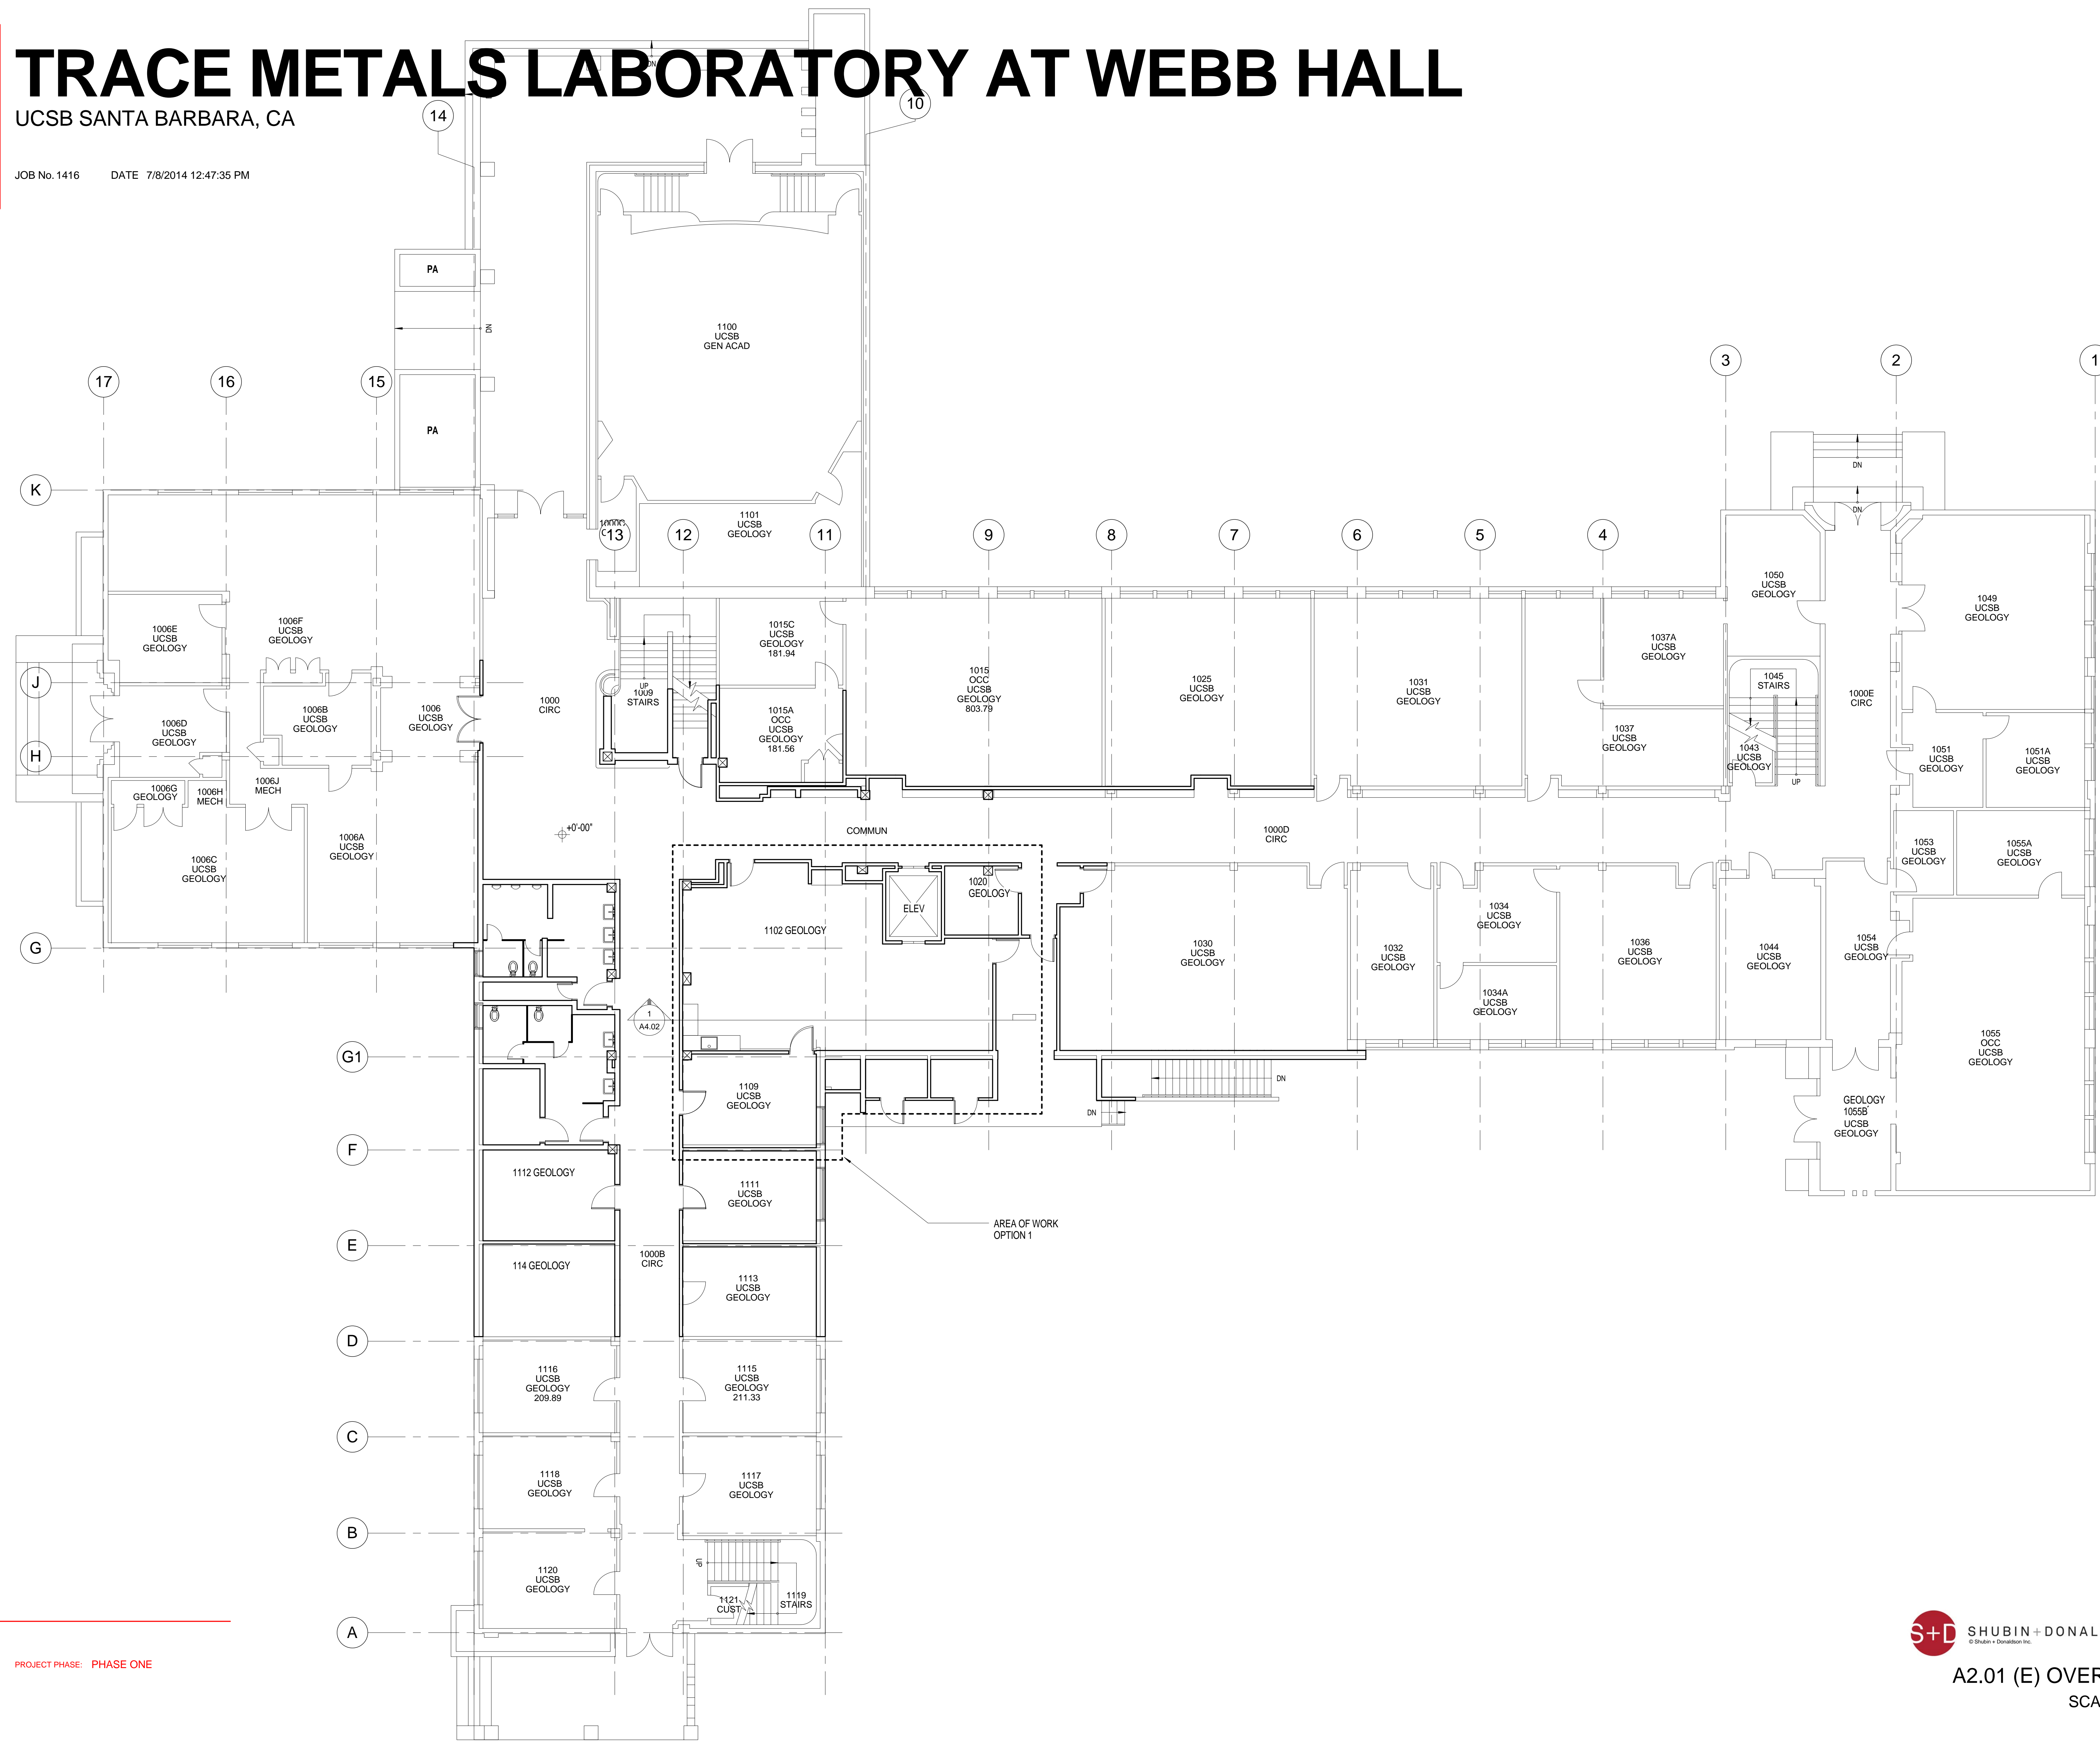 TRACE METALS LABORATORY AT WEBB HALL
UCSB SANTA BARBARA, CA
JOB No. 1416 DATE 7/8/2014 12:47:35 PM
DN
14
10
PA
DN
PA
1100
UCSB
GEN ACAD
17
16
15
3
2
1
K
DN
DN
1101
UCSB
GEOLOGY
13
12
11
9
8
7
6
5
4
1050
UCSB
GEOLOGY
1049
UCSB
GEOLOGY
1006E
UCSB
GEOLOGY
1006F
UCSB
GEOLOGY
1015C
UCSB
GEOLOGY
181.94
1037A
UCSB
GEOLOGY
J
UP
1009
STAIRS
1000
CIRC
1015
OCC
UCSB
GEOLOGY
803.79
1025
UCSB
GEOLOGY
1031
UCSB
GEOLOGY
1045
STAIRS
1000E
CIRC
1006D
UCSB
GEOLOGY
1006B
UCSB
GEOLOGY
1006
UCSB
GEOLOGY
1015A
OCC
UCSB
GEOLOGY
181.56
1037
UCSB
GEOLOGY
1043
UCSB
GEOLOGY
UP
1051
UCSB
GEOLOGY
1051A
UCSB
GEOLOGY
H
1006G
GEOLOGY
1006H
MECH
1006J
MECH
+0'-00"
COMMUN
1000D
CIRC
1006A
UCSB
GEOLOGY
1006C
UCSB
GEOLOGY
1053
UCSB
GEOLOGY
1055A
UCSB
GEOLOGY
1020
GEOLOGY
ELEV
1102 GEOLOGY
1034
UCSB
GEOLOGY
G
1030
UCSB
GEOLOGY
1032
UCSB
GEOLOGY
1036
UCSB
GEOLOGY
1044
UCSB
GEOLOGY
1054
UCSB
GEOLOGY
1034A
UCSB
GEOLOGY
1
A4.02
1055
OCC
UCSB
GEOLOGY
G1
1109
UCSB
GEOLOGY
DN
DN
GEOLOGY
1055B
UCSB
GEOLOGY
F
1112 GEOLOGY
1111
UCSB
GEOLOGY
AREA OF WORK
OPTION 1
E
1000B
CIRC
114 GEOLOGY
1113
UCSB
GEOLOGY
D
1116
UCSB
GEOLOGY
209.89
1115
UCSB
GEOLOGY
211.33
C
1118
UCSB
GEOLOGY
1117
UCSB
GEOLOGY
B
UP
1120
UCSB
GEOLOGY
1121
CUST
1119
STAIRS
A
PROJECT PHASE: PHASE ONE
S+D SHUBIN + DONAL
© Shubin + Donaldson Inc.
A2.01 (E) OVER
SCA